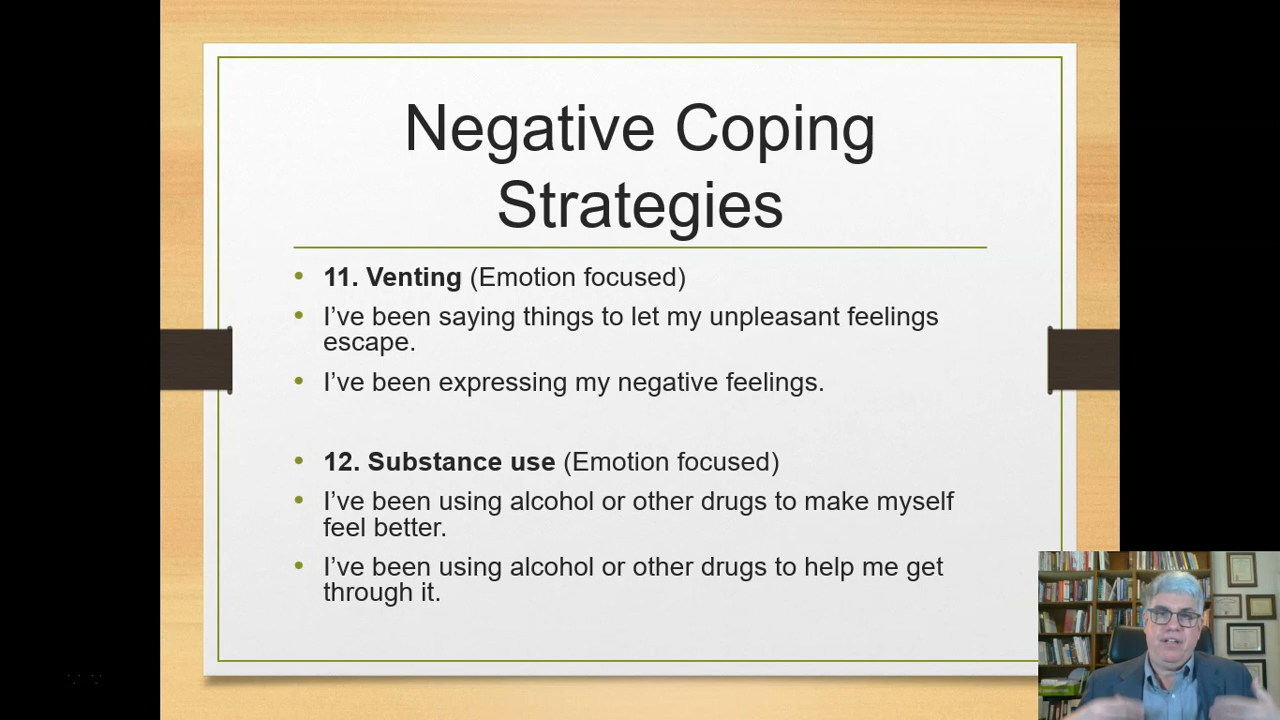 Negative Coping
Strategies
• 11. Venting (Emotion focused)
• I’ve been saying things to let my unpleasant feelings
escape.
• I’ve been expressing my negative feelings.
• 12. Substance use (Emotion focused)
• I’ve been using alcohol or other drugs to make myself
feel better.
• I’ve been using alcohol or other drugs to help me get
through it.